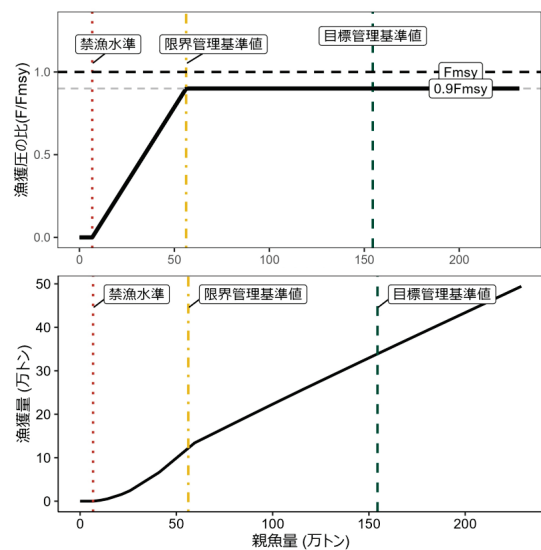 目標管理基準値
禁漁水準
限界管理基準値
漁獲圧の比(F/Fmsy)
1.0
Fmsy
0.9Fmsy
0.5
0.0
0
50
100
150
200
50
禁漁水準
限界管理基準値
目標管理基準値
漁獲量 (万トン)
40
30
20
10
0
0
50
100
150
200
親魚量 (万トン)